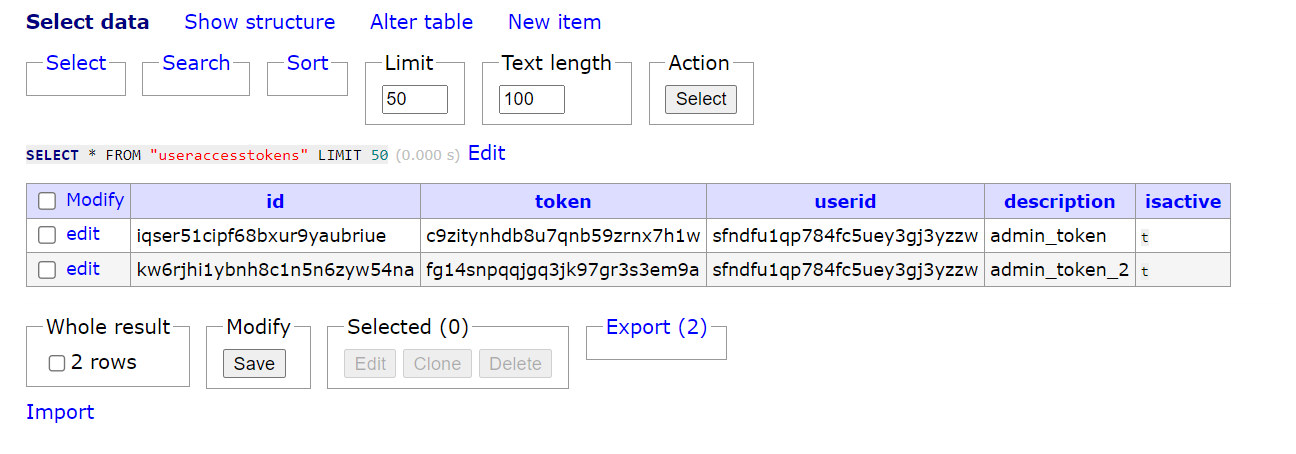 Select data Show structure Alter table New item
Select Search Sort Limit Text length Action
50 100 Select
SELECT * FROM "useraccesstokens" LIMIT 50 (0.000 s) Edit
Modify id token userid description isactive
edit iqser51cipf68bxur9yaubriue c9zitynhdb8u7qnb59zrnx7h1w sfndfu1qp784fc5uey3gj3yzzw admin_token t
edit kw6rjhi1ybnh8c1n5n6zyw54na fg14snpqqjgq3jk97gr3s3em9a sfndfu1qp784fc5uey3gj3yzzw admin_token_2 t
Whole result Modify Selected (0) Export (2)
2 rows Save Edit Clone Delete
Import